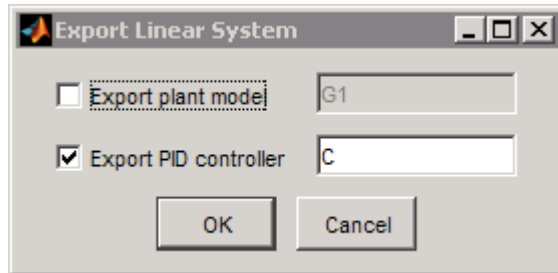 Export Linear System
Export plant model G1
Export PID controller C
OK Cancel